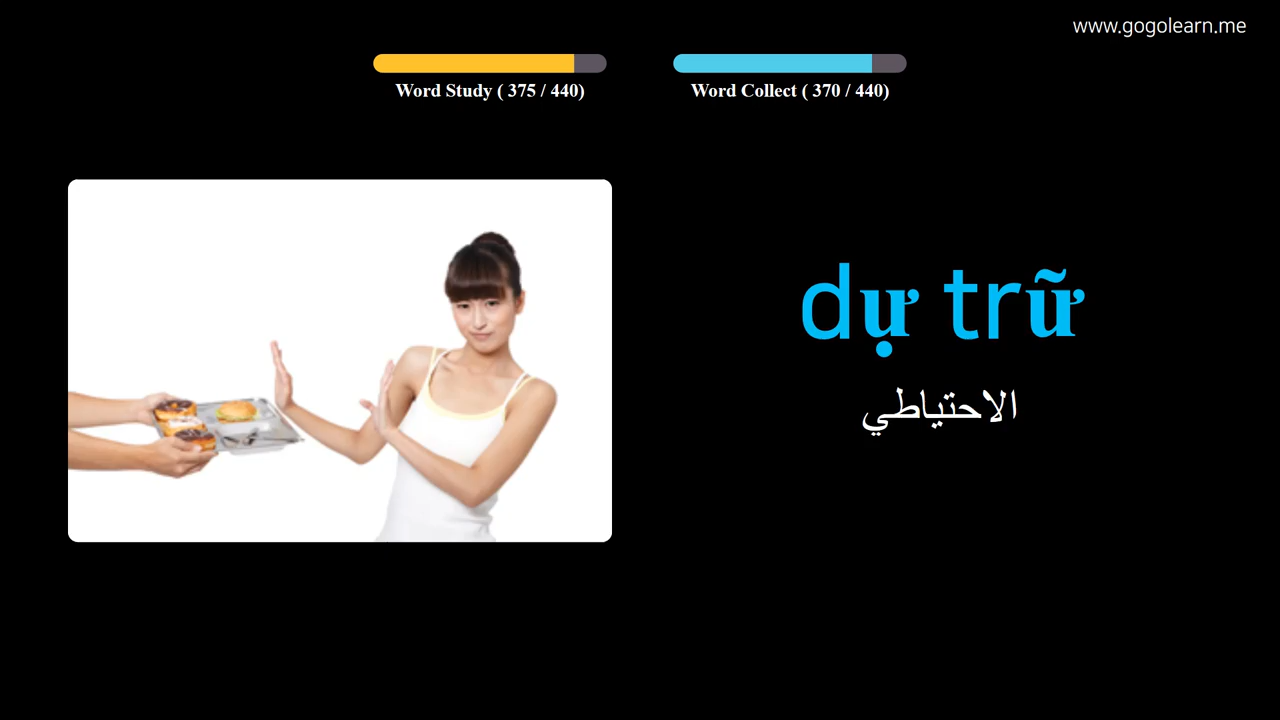 www.gogolearn.me
Word Study ( 375 / 440)
Word Collect ( 370 / 440)
dự trữ
الاحتياطي